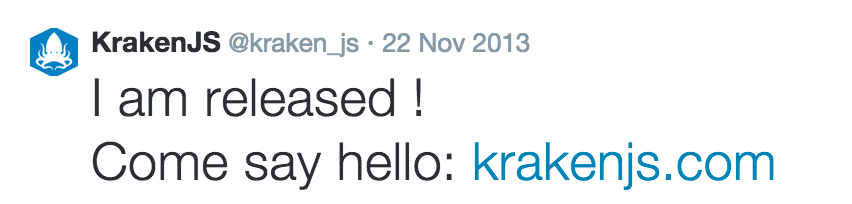 KrakenJS @kraken_js · 22 Nov 2013
I am released !
Come say hello: krakenjs.com